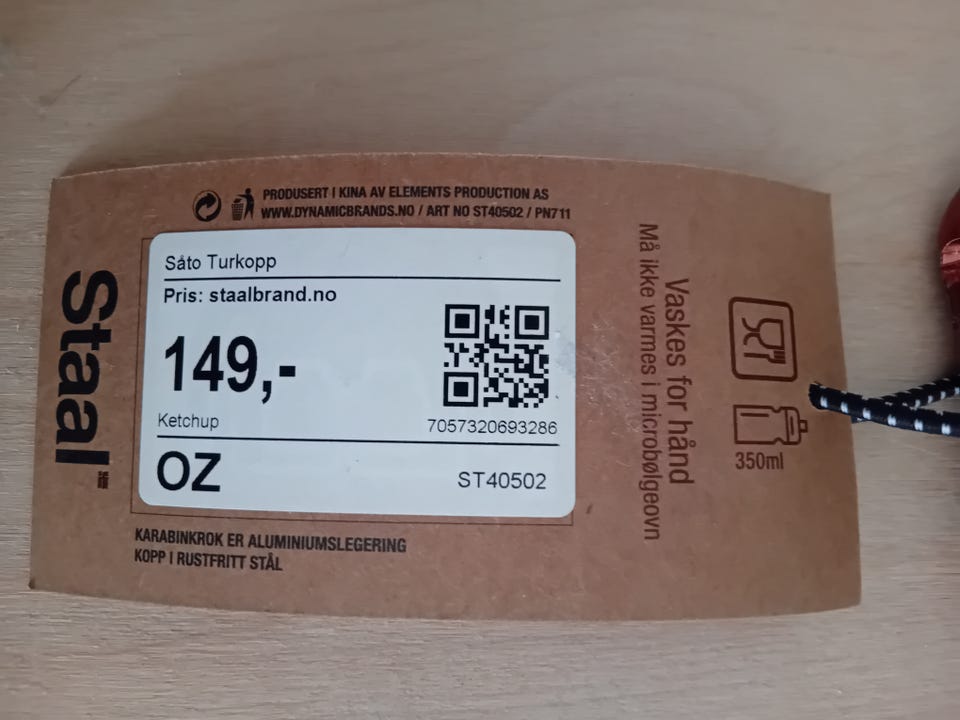 PRODUSERT I KINA AV ELEMENTS PRODUCTION AS
WWW.DYNAMICBRANDS.NO / ART NO ST40502 / PN711
Staal
Såto Turkopp
Pris: staalbrand.no
149,-
Ketchup
7057320693286
OZ
ST40502
KARABINKROK ER ALUMINIUMSLEGERING
KOPP I RUSTFRITT STÅL
Vaskes for hånd
Må ikke varmes i microbølgeovn
350ml